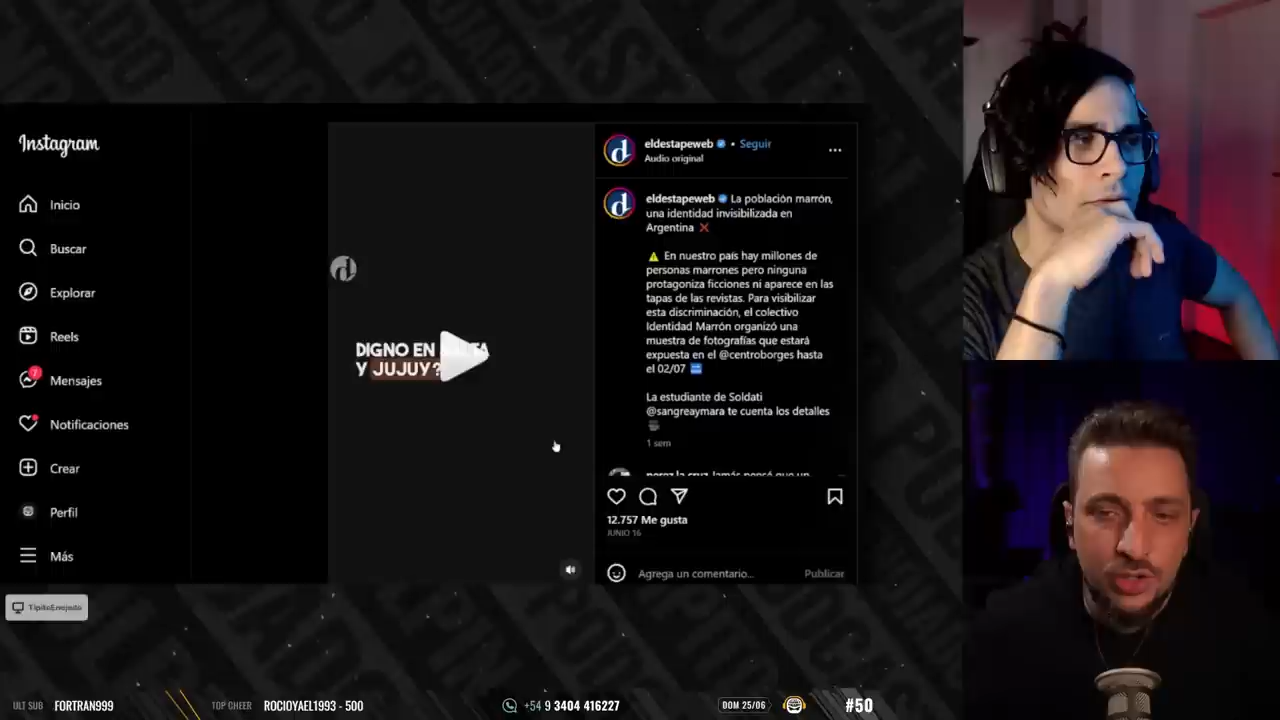 Instagram
Inicio
Buscar
Explorar
Reels
7
Mensajes
Notificaciones
Crear
Perfil
Más
DIGNO EN
Y JUJUY?
eldestapeweb • Seguir
Audio original
eldestapeweb La población marrón,
una identidad invisibilizada en
Argentina ❌
⚠️ En nuestro país hay millones de
personas marrones pero ninguna
protagoniza ficciones ni aparece en las
tapas de las revistas. Para visibilizar
esta discriminación, el colectivo
Identidad Marrón organizó una
muestra de fotografías que estará
expuesta en el @centroborges hasta
el 02/07
La estudiante de Soldati
@sangreaymara te cuenta los detalles
1 sem
12.757 Me gusta
JUNIO 16
Agrega un comentario... Publicar
TipitoEnojado
ULT SUB FORTRAN999
TOP CHEER ROCIOYAEL1993 - 500
+54 9 3404 416227
DOM 25/06
#50